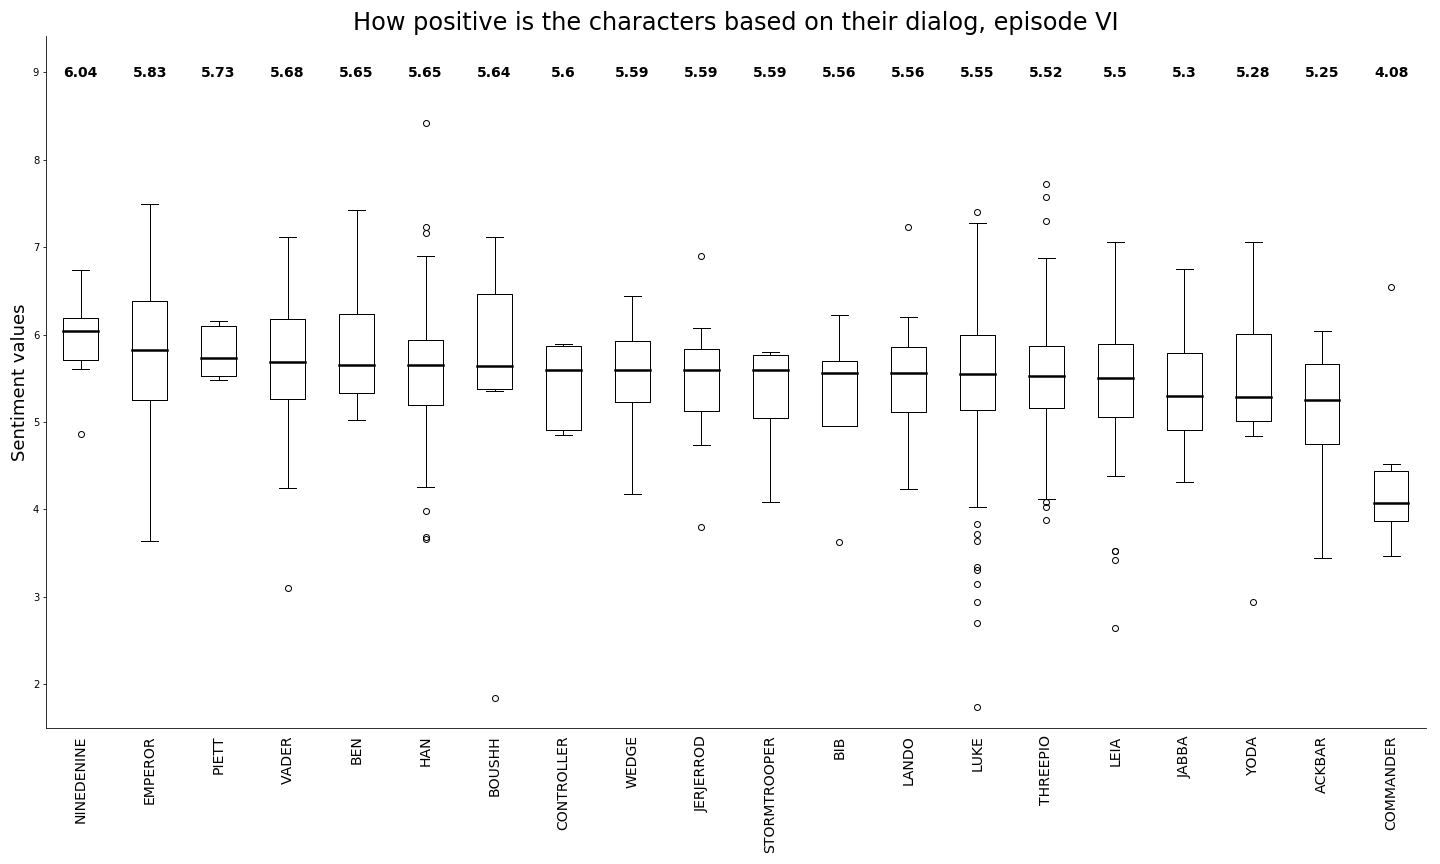 How positive is the characters based on their dialog, episode VI
6.04 5.83 5.73 5.68 5.65 5.65 5.64 5.6 5.59 5.59 5.59 5.56 5.56 5.55 5.52 5.5 5.3 5.28 5.25 4.08
9
8
7
6
5
4
3
2
Sentiment values
NINEDENINE
EMPEROR
PIETT
VADER
BEN
HAN
BOUSHH
CONTROLLER
WEDGE
JERJERROD
STORMTROOPER
BIB
LANDO
LUKE
THREEPIO
LEIA
JABBA
YODA
ACKBAR
COMMANDER